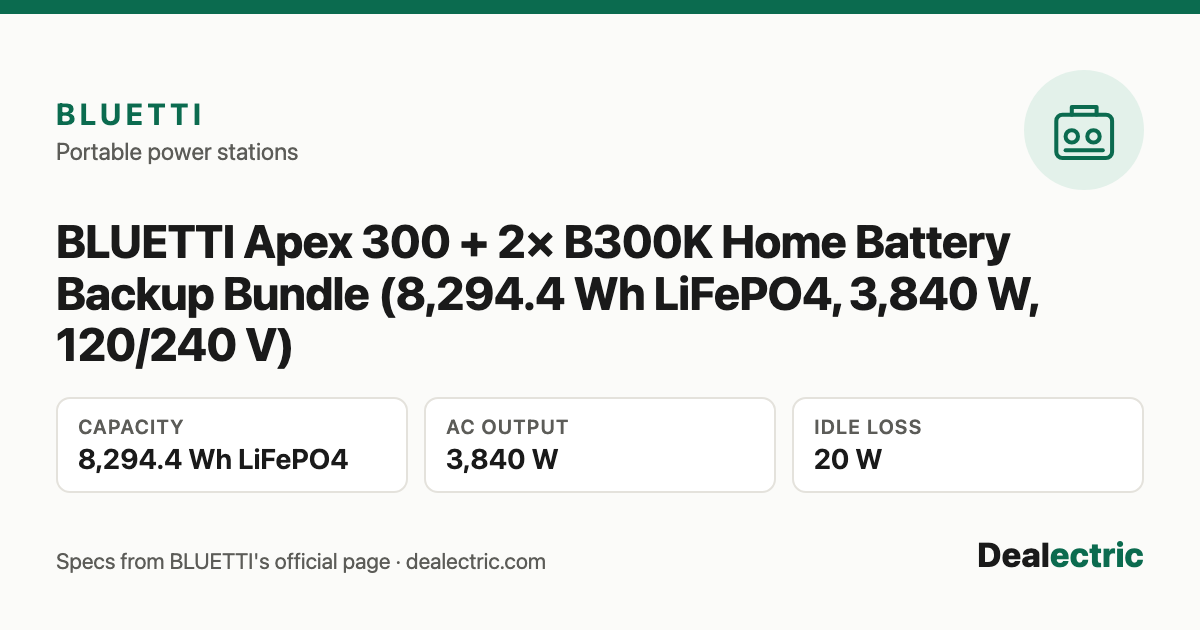 BLUETTI
Portable power stations
BLUETTI Apex 300 + 2× B300K Home Battery
Backup Bundle (8,294.4 Wh LiFePO4, 3,840 W,
120/240 V)
CAPACITY
8,294.4 Wh LiFePO4
AC OUTPUT
3,840 W
IDLE LOSS
20 W
Specs from BLUETTI's official page · dealectric.com
Dealectric